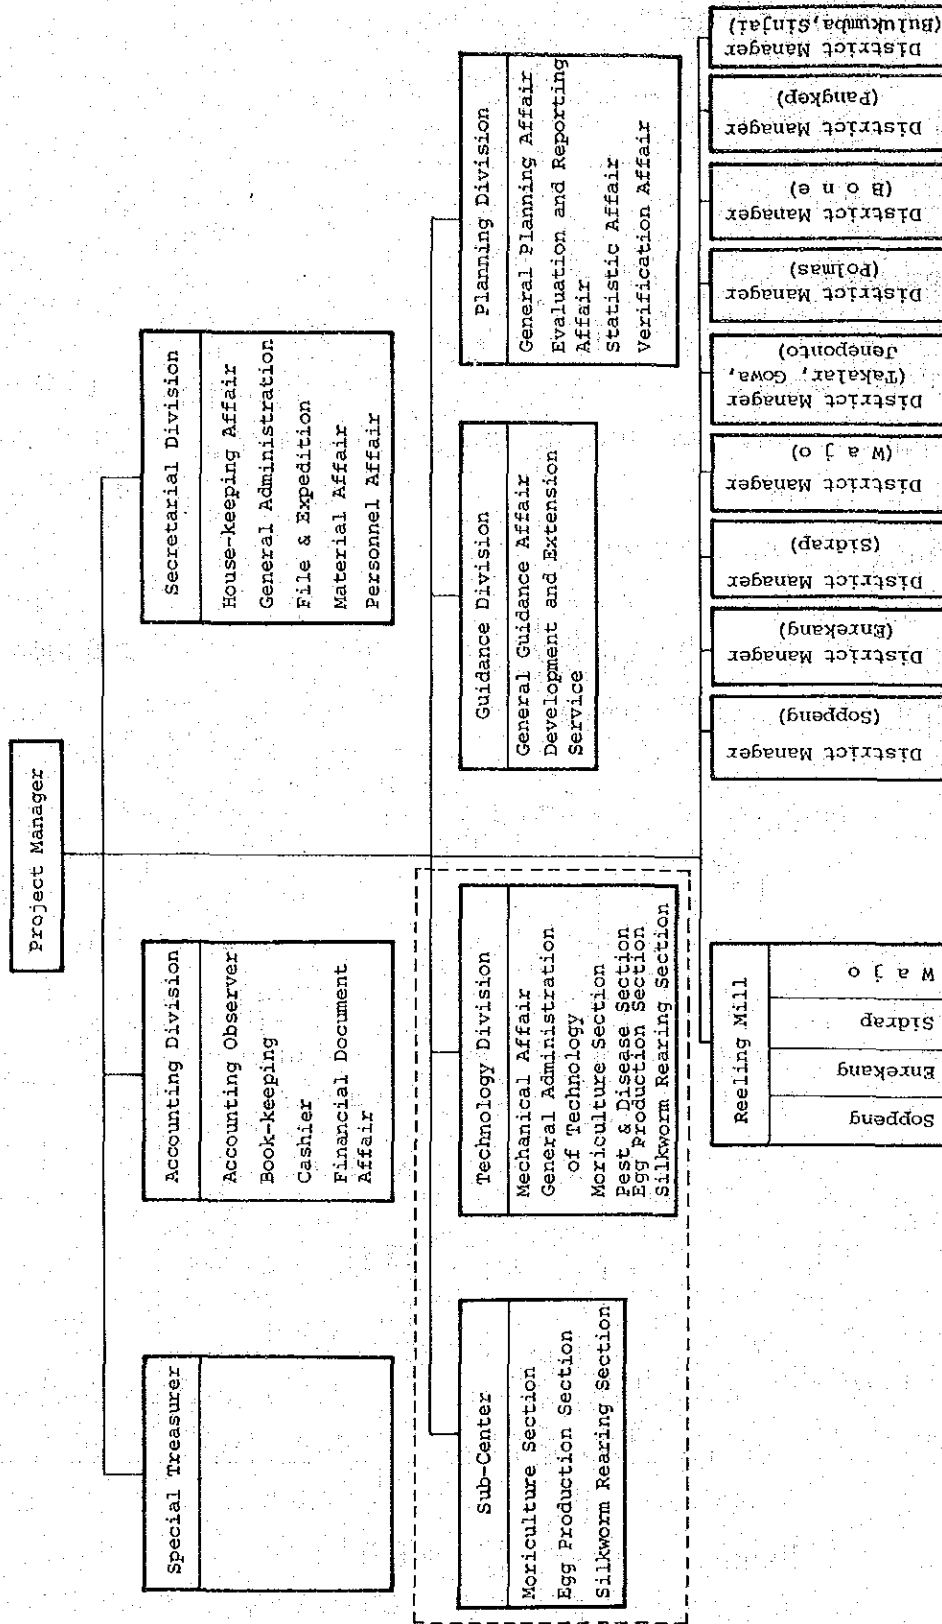 Project Manager
Special Treasurer
Accounting Division
Accounting Observer
Book-keeping
Cashier
Financial Document
Affair
Secretarial Division
House-keeping Affair
General Administration
File & Expedition
Material Affair
Personnel Affair
Sub-Center
Moriculture Section
Egg Production Section
Silkworm Rearing Section
Technology Division
Mechanical Affair
General Administration
of Technology
Moriculture Section
Pest & Disease Section
Egg Production Section
Silkworm Rearing Section
Guidance Division
General Guidance Affair
Development and Extension
Service
Planning Division
General Planning Affair
Evaluation and Reporting
Affair
Statistic Affair
Verification Affair
Reeling Mill
Soppeng
Enrekang
Sidrap
W a j o
District Manager
(Soppeng)
District Manager
(Enrekang)
District Manager
(Sidrap)
District Manager
(W a j o)
District Manager
(Takalar, Gowa,
Jeneponto)
District Manager
(Polmas)
District Manager
(B o n e)
District Manager
(Pangkep)
District Manager
(Bulukumba,Sinjai)